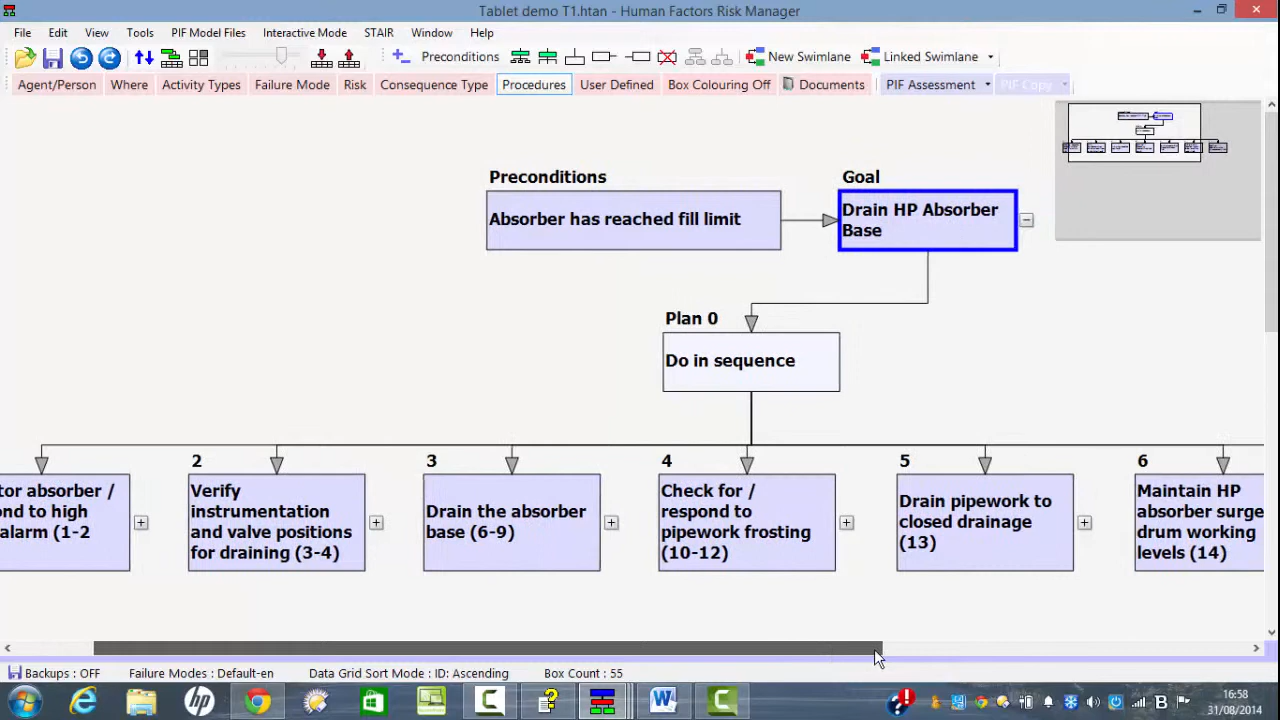 Tablet demo T1.htan - Human Factors Risk Manager
File Edit View Tools PIF Model Files Interactive Mode STAIR Window Help
Preconditions New Swimlane Linked Swimlane
Agent/Person Where Activity Types Failure Mode Risk Consequence Type Procedures User Defined Box Colouring Off Documents PIF Assessment PIF Copy
Preconditions
Absorber has reached fill limit
Goal
Drain HP Absorber
Base
Plan 0
Do in sequence
tor absorber /
ond to high
alarm (1-2
2
Verify
instrumentation
and valve positions
for draining (3-4)
3
Drain the absorber
base (6-9)
4
Check for /
respond to
pipework frosting
(10-12)
5
Drain pipework to
closed drainage
(13)
6
Maintain HP
absorber surge
drum working
levels (14)
Backups : OFF Failure Modes: Default-en Data Grid Sort Mode : ID: Ascending Box Count : 55
16:58
31/08/2014